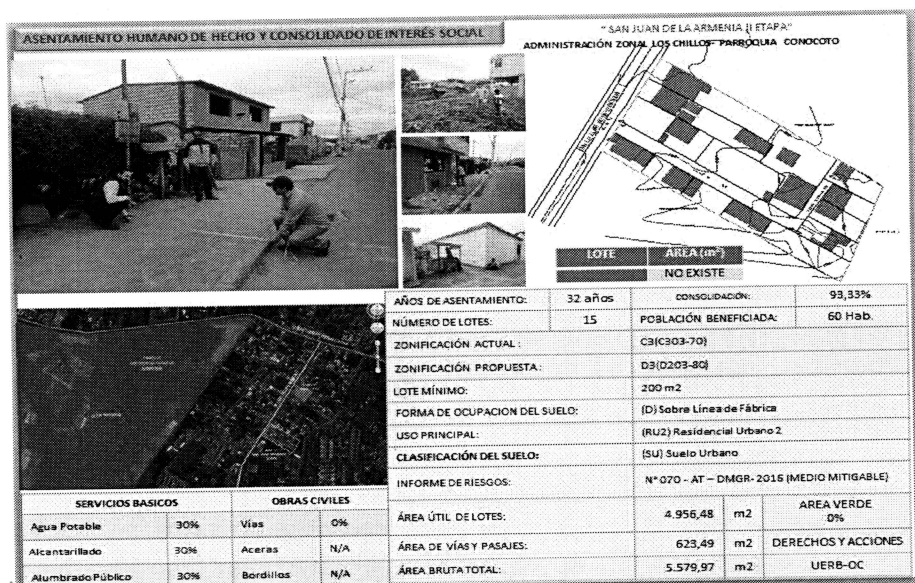 ASENTAMIENTO HUMANO DE HECHO Y CONSOLIDADO DE INTERÉS SOCIAL
" SAN JUAN DE LA ARMENIA II ETAPA"
ADMINISTRACIÓN ZONAL LOS CHILLOS- PARROQUIA CONOCOTO
LOTE ÁREA (m²)
NO EXISTE
AÑOS DE ASENTAMIENTO: 32 años CONSOLIDACIÓN: 93,33%
NÚMERO DE LOTES: 15 POBLACIÓN BENEFICIADA: 60 Hab.
ZONIFICACIÓN ACTUAL : C3(C303-70)
ZONIFICACIÓN PROPUESTA : D3(D203-80)
LOTE MÍNIMO: 200 m2
FORMA DE OCUPACION DEL SUELO: (D) Sobre Línea de Fábrica
USO PRINCIPAL: (RU2) Residencial Urbano 2
CLASIFICACIÓN DEL SUELO: (SU) Suelo Urbano
INFORME DE RIESGOS: N° 070 - AT – DMGR- 2016 (MEDIO MITIGABLE)
ÁREA ÚTIL DE LOTES: 4.956,48 m2 AREA VERDE
0%
ÁREA DE VÍAS Y PASAJES: 623,49 m2 DERECHOS Y ACCIONES
ÁREA BRUTA TOTAL: 5.579,97 m2 UERB-OC
SERVICIOS BASICOS OBRAS CIVILES
Agua Potable 30% Vías 0%
Alcantarillado 30% Aceras N/A
Alumbrado Público 30% Bordillos N/A